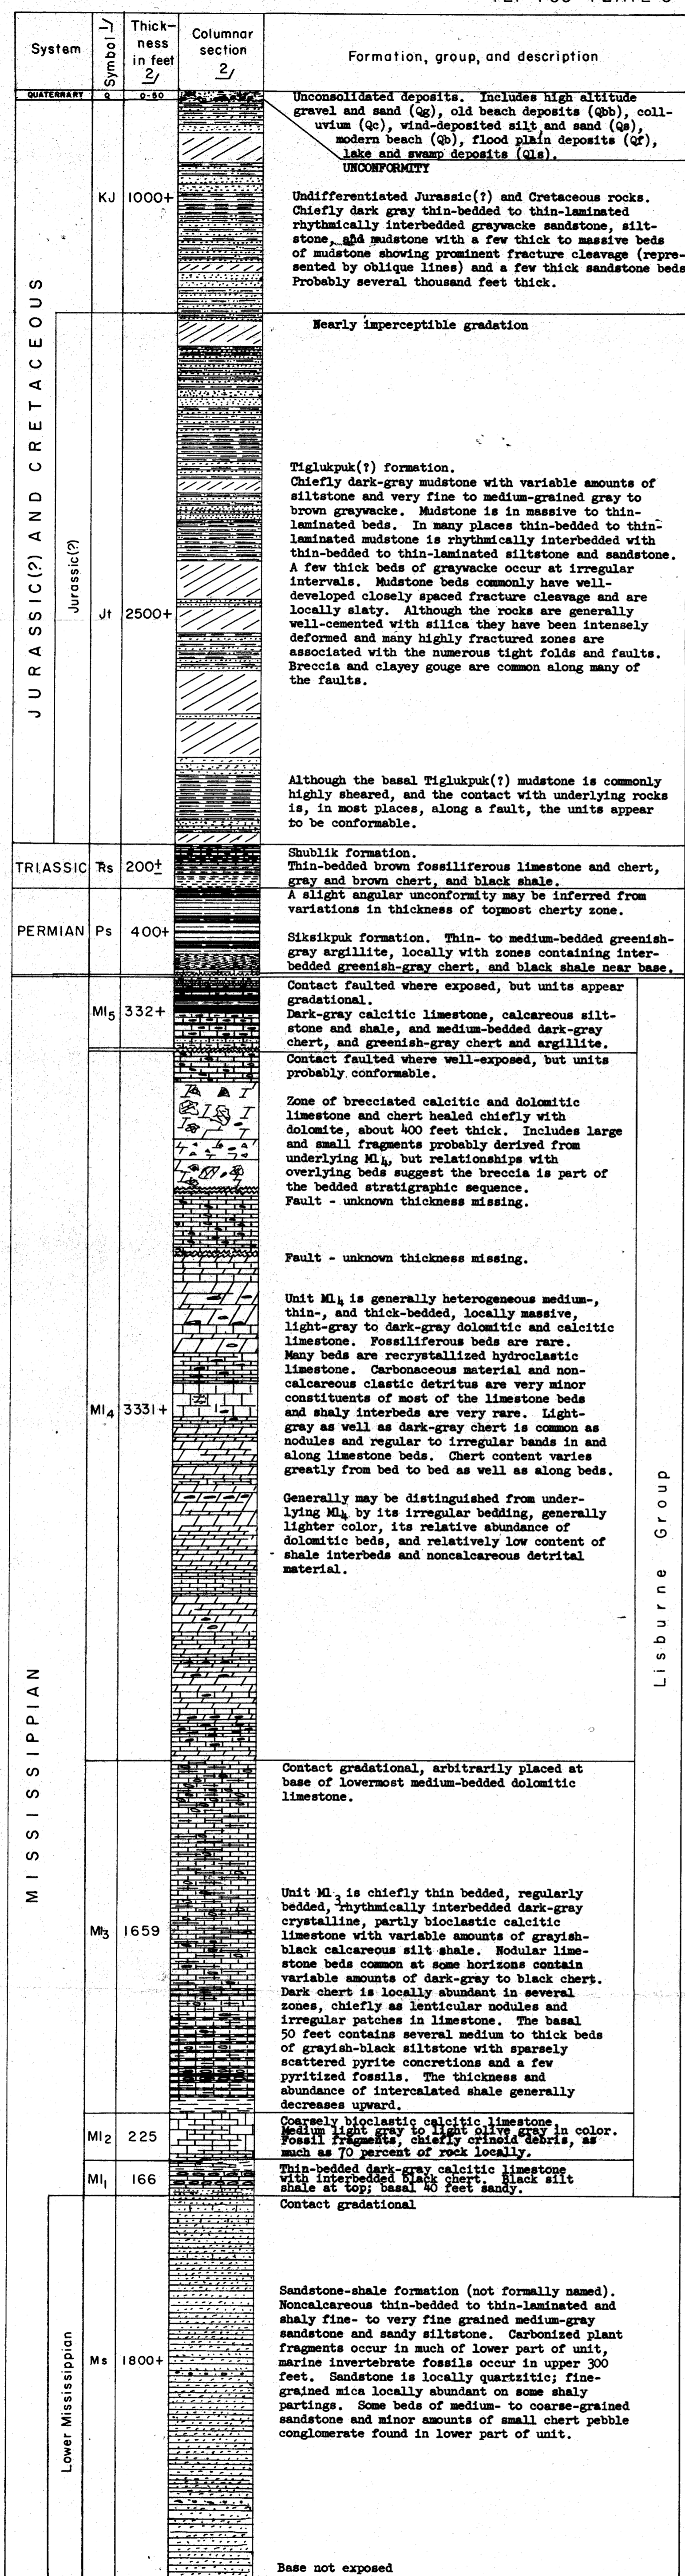 System
Symbol 1/
Thick-
ness
in feet
2/
Columnar
section
2/
Formation, group, and description
QUATERNARY
Q
0-50
Unconsolidated deposits. Includes high altitude
gravel and sand (Qg), old beach deposits (Qbb), coll-
uvium (Qc), wind-deposited silt and sand (Qs),
modern beach (Qb), flood plain deposits (Qf),
lake and swamp deposits (Qls).
UNCONFORMITY
JURASSIC(?) AND CRETACEOUS
KJ
1000+
Undifferentiated Jurassic(?) and Cretaceous rocks.
Chiefly dark gray thin-bedded to thin-laminated
rhythmically interbedded graywacke sandstone, silt-
stone, and mudstone with a few thick to massive beds
of mudstone showing prominent fracture cleavage (repre-
sented by oblique lines) and a few thick sandstone beds
Probably several thousand feet thick.
Nearly imperceptible gradation
Jurassic(?)
Jt
2500+
Tiglukpuk(?) formation.
Chiefly dark-gray mudstone with variable amounts of
siltstone and very fine to medium-grained gray to
brown graywacke. Mudstone is in massive to thin-
laminated beds. In many places thin-bedded to thin-
laminated mudstone is rhythmically interbedded with
thin-bedded to thin-laminated siltstone and sandstone.
A few thick beds of graywacke occur at irregular
intervals. Mudstone beds commonly have well-
developed closely spaced fracture cleavage and are
locally slaty. Although the rocks are generally
well-cemented with silica they have been intensely
deformed and many highly fractured zones are
associated with the numerous tight folds and faults.
Breccia and clayey gouge are common along many of
the faults.
Although the basal Tiglukpuk(?) mudstone is commonly
highly sheared, and the contact with underlying rocks
is, in most places, along a fault, the units appear
to be conformable.
TRIASSIC
Ꞧs
200±
Shublik formation.
Thin-bedded brown fossiliferous limestone and chert,
gray and brown chert, and black shale.
A slight angular unconformity may be inferred from
variations in thickness of topmost cherty zone.
PERMIAN
Ps
400+
Siksikpuk formation. Thin- to medium-bedded greenish-
gray argillite, locally with zones containing inter-
bedded greenish-gray chert, and black shale near base.
MISSISSIPPIAN
Lisburne Group
Ml5
332+
Contact faulted where exposed, but units appear
gradational.
Dark-gray calcitic limestone, calcareous silt-
stone and shale, and medium-bedded dark-gray
chert, and greenish-gray chert and argillite.
Contact faulted where well-exposed, but units
probably conformable.
Zone of brecciated calcitic and dolomitic
limestone and chert healed chiefly with
dolomite, about 400 feet thick. Includes large
and small fragments probably derived from
underlying Ml4, but relationships with
overlying beds suggest the breccia is part of
the bedded stratigraphic sequence.
Fault - unknown thickness missing.
Fault - unknown thickness missing.
Ml4
3331+
Unit Ml4 is generally heterogeneous medium-,
thin-, and thick-bedded, locally massive,
light-gray to dark-gray dolomitic and calcitic
limestone. Fossiliferous beds are rare.
Many beds are recrystallized hydroclastic
limestone. Carbonaceous material and non-
calcareous clastic detritus are very minor
constituents of most of the limestone beds
and shaly interbeds are very rare. Light-
gray as well as dark-gray chert is common as
nodules and regular to irregular bands in and
along limestone beds. Chert content varies
greatly from bed to bed as well as along beds.
Generally may be distinguished from under-
lying Ml4 by its irregular bedding, generally
lighter color, its relative abundance of
dolomitic beds, and relatively low content of
shale interbeds and noncalcareous detrital
material.
Contact gradational, arbitrarily placed at
base of lowermost medium-bedded dolomitic
limestone.
Ml3
1659
Unit Ml3 is chiefly thin bedded, regularly
bedded, rhythmically interbedded dark-gray
crystalline, partly bioclastic calcitic
limestone with variable amounts of grayish-
black calcareous silt shale. Nodular lime-
stone beds common at some horizons contain
variable amounts of dark-gray to black chert.
Dark chert is locally abundant in several
zones, chiefly as lenticular nodules and
irregular patches in limestone. The basal
50 feet contains several medium to thick beds
of grayish-black siltstone with sparsely
scattered pyrite concretions and a few
pyritized fossils. The thickness and
abundance of intercalated shale generally
decreases upward.
Ml2
225
Coarsely bioclastic calcitic limestone
Medium light gray to light olive gray in color.
Fossil fragments, chiefly crinoid debris, as
much as 70 percent of rock locally.
Ml1
166
Thin-bedded dark-gray calcitic limestone
with interbedded black chert. Black silt
shale at top; basal 40 feet sandy.
Contact gradational
Lower Mississippian
Ms
1800+
Sandstone-shale formation (not formally named).
Noncalcareous thin-bedded to thin-laminated and
shaly fine- to very fine grained medium-gray
sandstone and sandy siltstone. Carbonized plant
fragments occur in much of lower part of unit,
marine invertebrate fossils occur in upper 300
feet. Sandstone is locally quartzitic; fine-
grained mica locally abundant on some shaly
partings. Some beds of medium- to coarse-grained
sandstone and minor amounts of small chert pebble
conglomerate found in lower part of unit.
Base not exposed